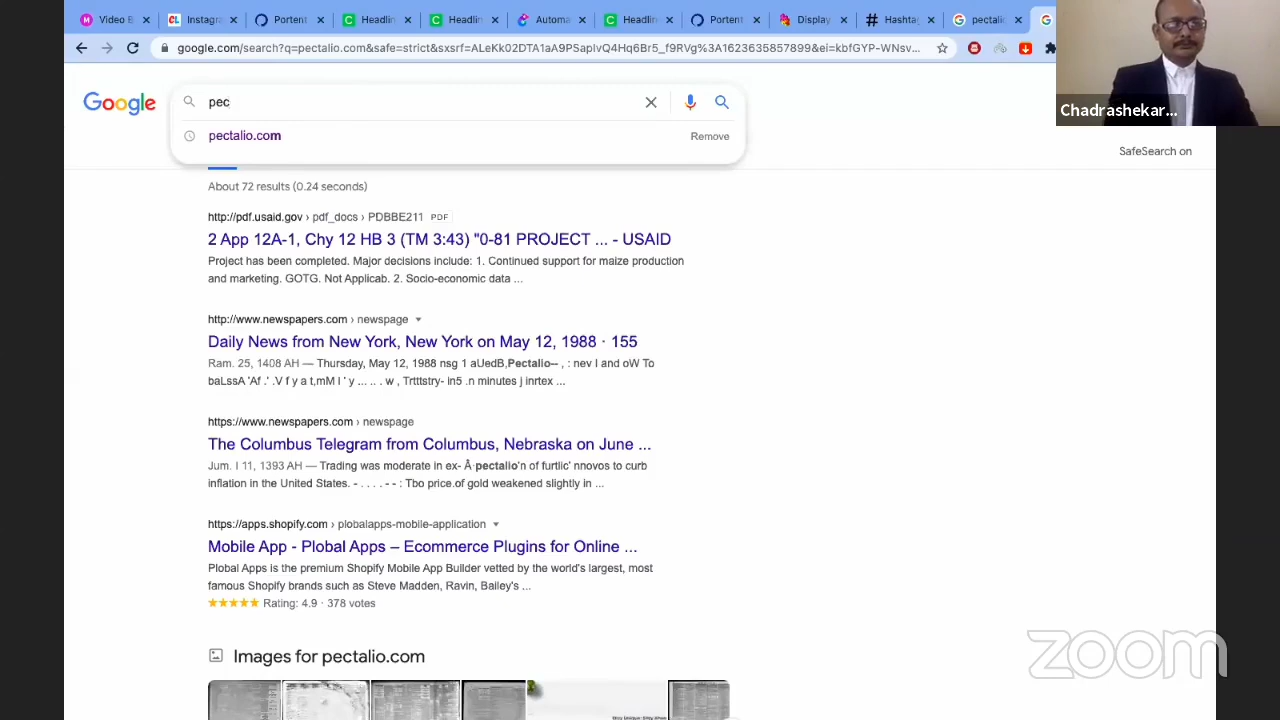 Video B
Instagra
Portent
Headlin
Headlin
Automa
Headlin
Portent
Display
Hashta
pectalic
google.com/search?q=pectalio.com&safe=strict&sxsrf=ALeKk02DTA1aA9PSaplvQ4Hq6Br5_f9RVg%3A1623635857899&ei=kbfGYP-WNsv...
Chadrashekar...
Google
pec
pectalio.com
Remove
SafeSearch on
About 72 results (0.24 seconds)
http://pdf.usaid.gov › pdf_docs › PDBBE211 PDF
2 App 12A-1, Chy 12 HB 3 (TM 3:43) "0-81 PROJECT ... - USAID
Project has been completed. Major decisions include: 1. Continued support for maize production
and marketing. GOTG. Not Applicab. 2. Socio-economic data ...
http://www.newspapers.com › newspage
Daily News from New York, New York on May 12, 1988 · 155
Ram. 25, 1408 AH — Thursday, May 12, 1988 nsg 1 aUedB,Pectalio-- , : nev I and oW To
baLssA 'Af .' .V f y a t,mM l ' y ... .. . w , Trtttstry- in5 .n minutes j inrtex ...
https://www.newspapers.com › newspage
The Columbus Telegram from Columbus, Nebraska on June ...
Jum. I 11, 1393 AH — Trading was moderate in ex- Â·pectalio'n of furtlic' nnovos to curb
inflation in the United States. - . . . . - - : Tbo price.of gold weakened slightly in ...
https://apps.shopify.com › plobalapps-mobile-application
Mobile App - Plobal Apps – Ecommerce Plugins for Online ...
Plobal Apps is the premium Shopify Mobile App Builder vetted by the world's largest, most
famous Shopify brands such as Steve Madden, Ravin, Bailey's ...
Rating: 4.9 · 378 votes
Images for pectalio.com
zoom